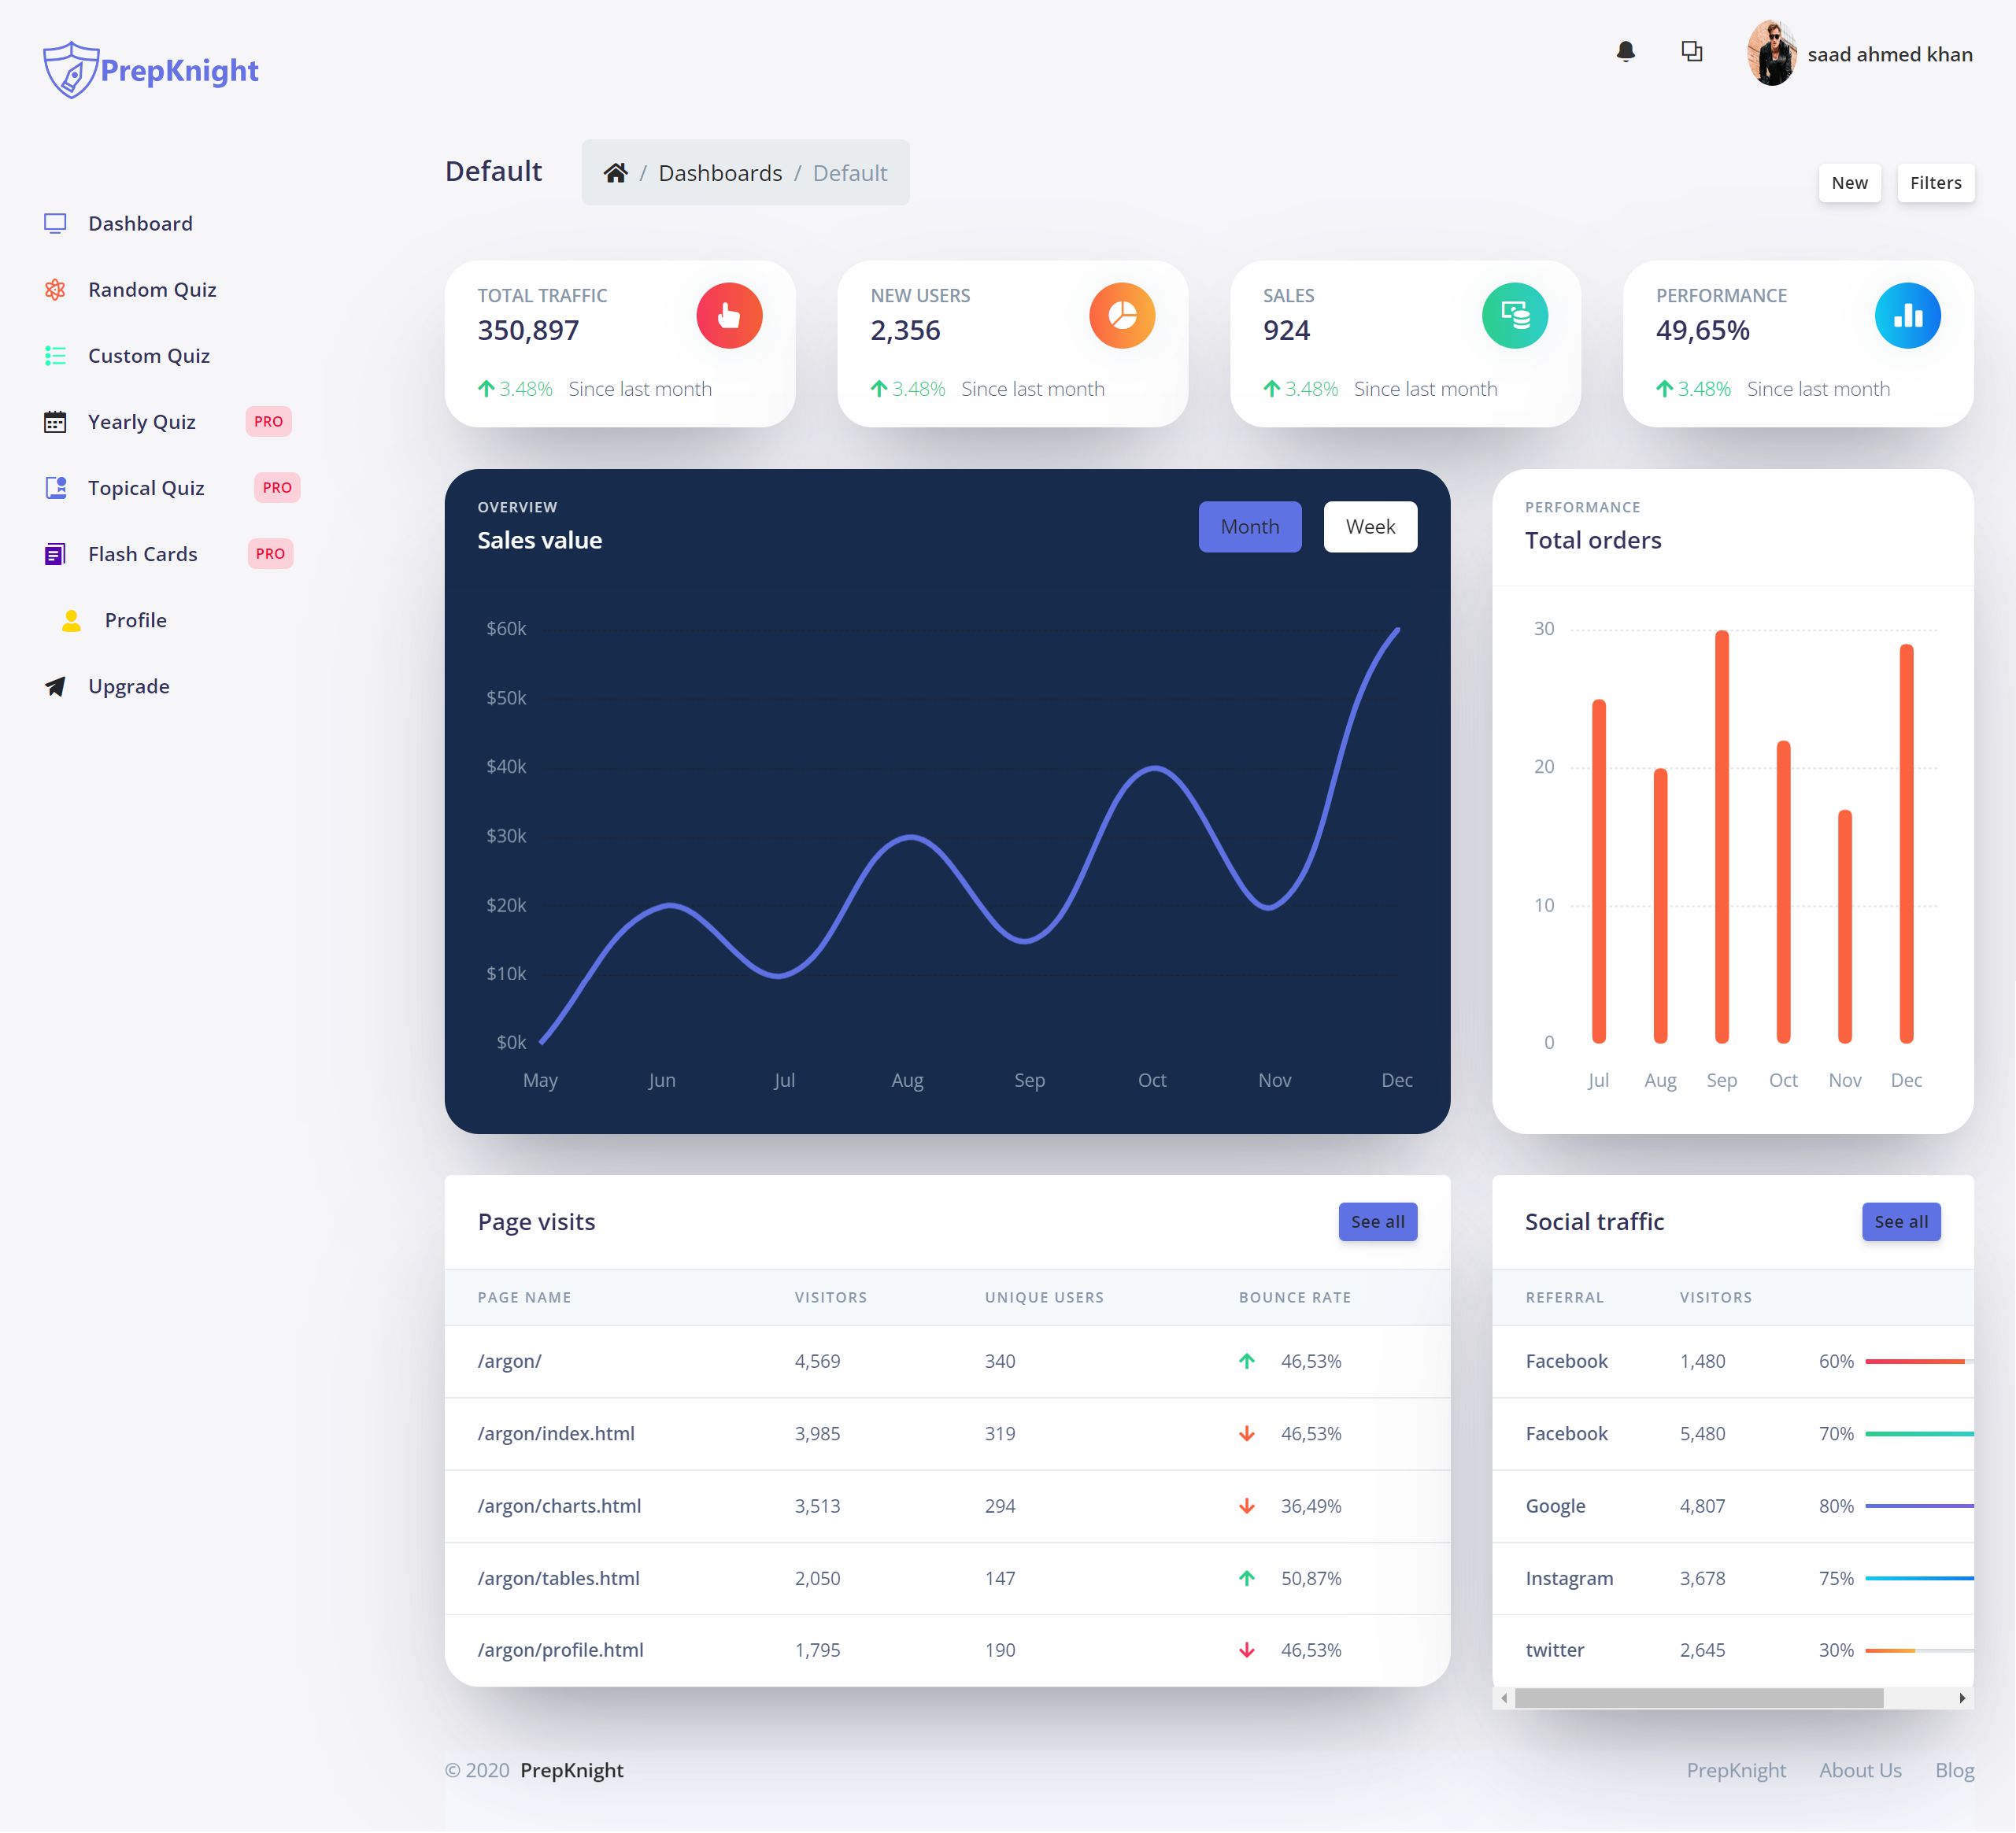 PrepKnight
saad ahmed khan
Default
/ Dashboards / Default
New
Filters
Dashboard
Random Quiz
Custom Quiz
Yearly Quiz PRO
Topical Quiz PRO
Flash Cards PRO
Profile
Upgrade
TOTAL TRAFFIC
350,897
3.48% Since last month
NEW USERS
2,356
3.48% Since last month
SALES
924
3.48% Since last month
PERFORMANCE
49,65%
3.48% Since last month
OVERVIEW
Sales value
Month
Week
$60k
$50k
$40k
$30k
$20k
$10k
$0k
May Jun Jul Aug Sep Oct Nov Dec
PERFORMANCE
Total orders
30
20
10
0
Jul Aug Sep Oct Nov Dec
Page visits
See all
PAGE NAME VISITORS UNIQUE USERS BOUNCE RATE
/argon/ 4,569 340 46,53%
/argon/index.html 3,985 319 46,53%
/argon/charts.html 3,513 294 36,49%
/argon/tables.html 2,050 147 50,87%
/argon/profile.html 1,795 190 46,53%
Social traffic
See all
REFERRAL VISITORS
Facebook 1,480 60%
Facebook 5,480 70%
Google 4,807 80%
Instagram 3,678 75%
twitter 2,645 30%
© 2020 PrepKnight
PrepKnight About Us Blog